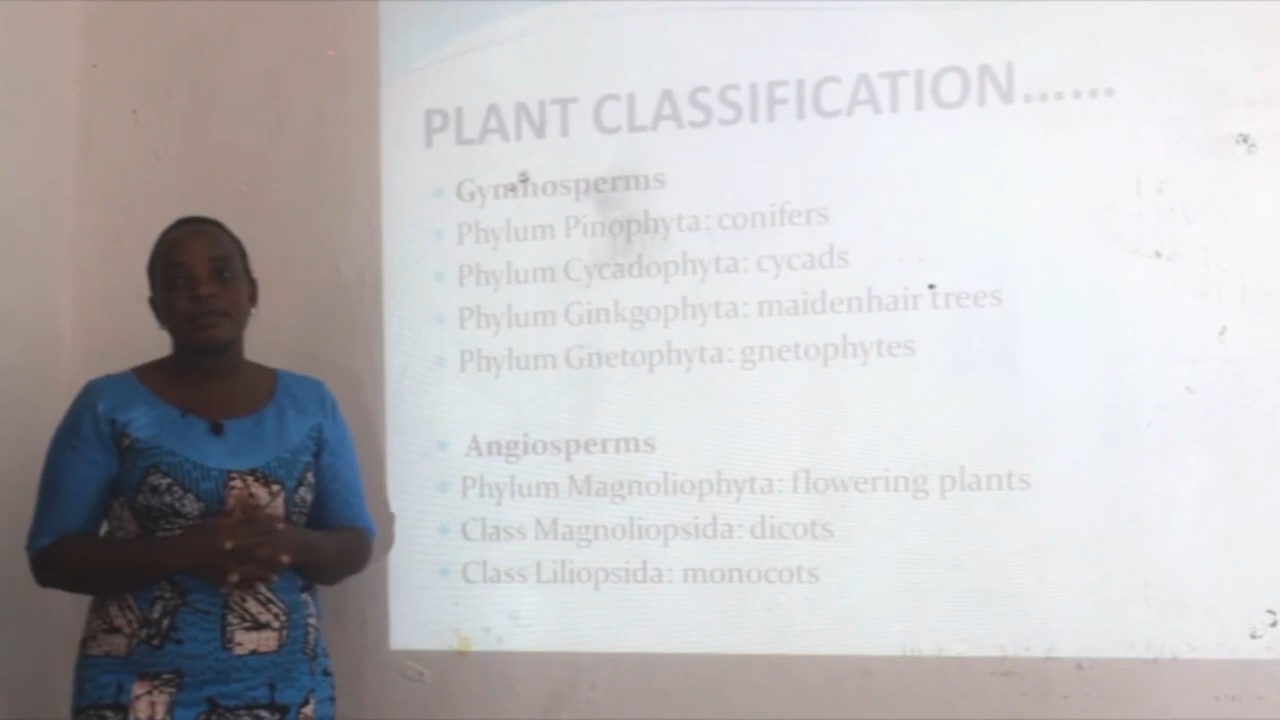 PLANT CLASSIFICATION......
• Gymnosperms
• Phylum Pinophyta: conifers
• Phylum Cycadophyta: cycads
• Phylum Ginkgophyta: maidenhair trees
• Phylum Gnetophyta: gnetophytes
• Angiosperms
• Phylum Magnoliophyta: flowering plants
• Class Magnoliopsida: dicots
• Class Liliopsida: monocots